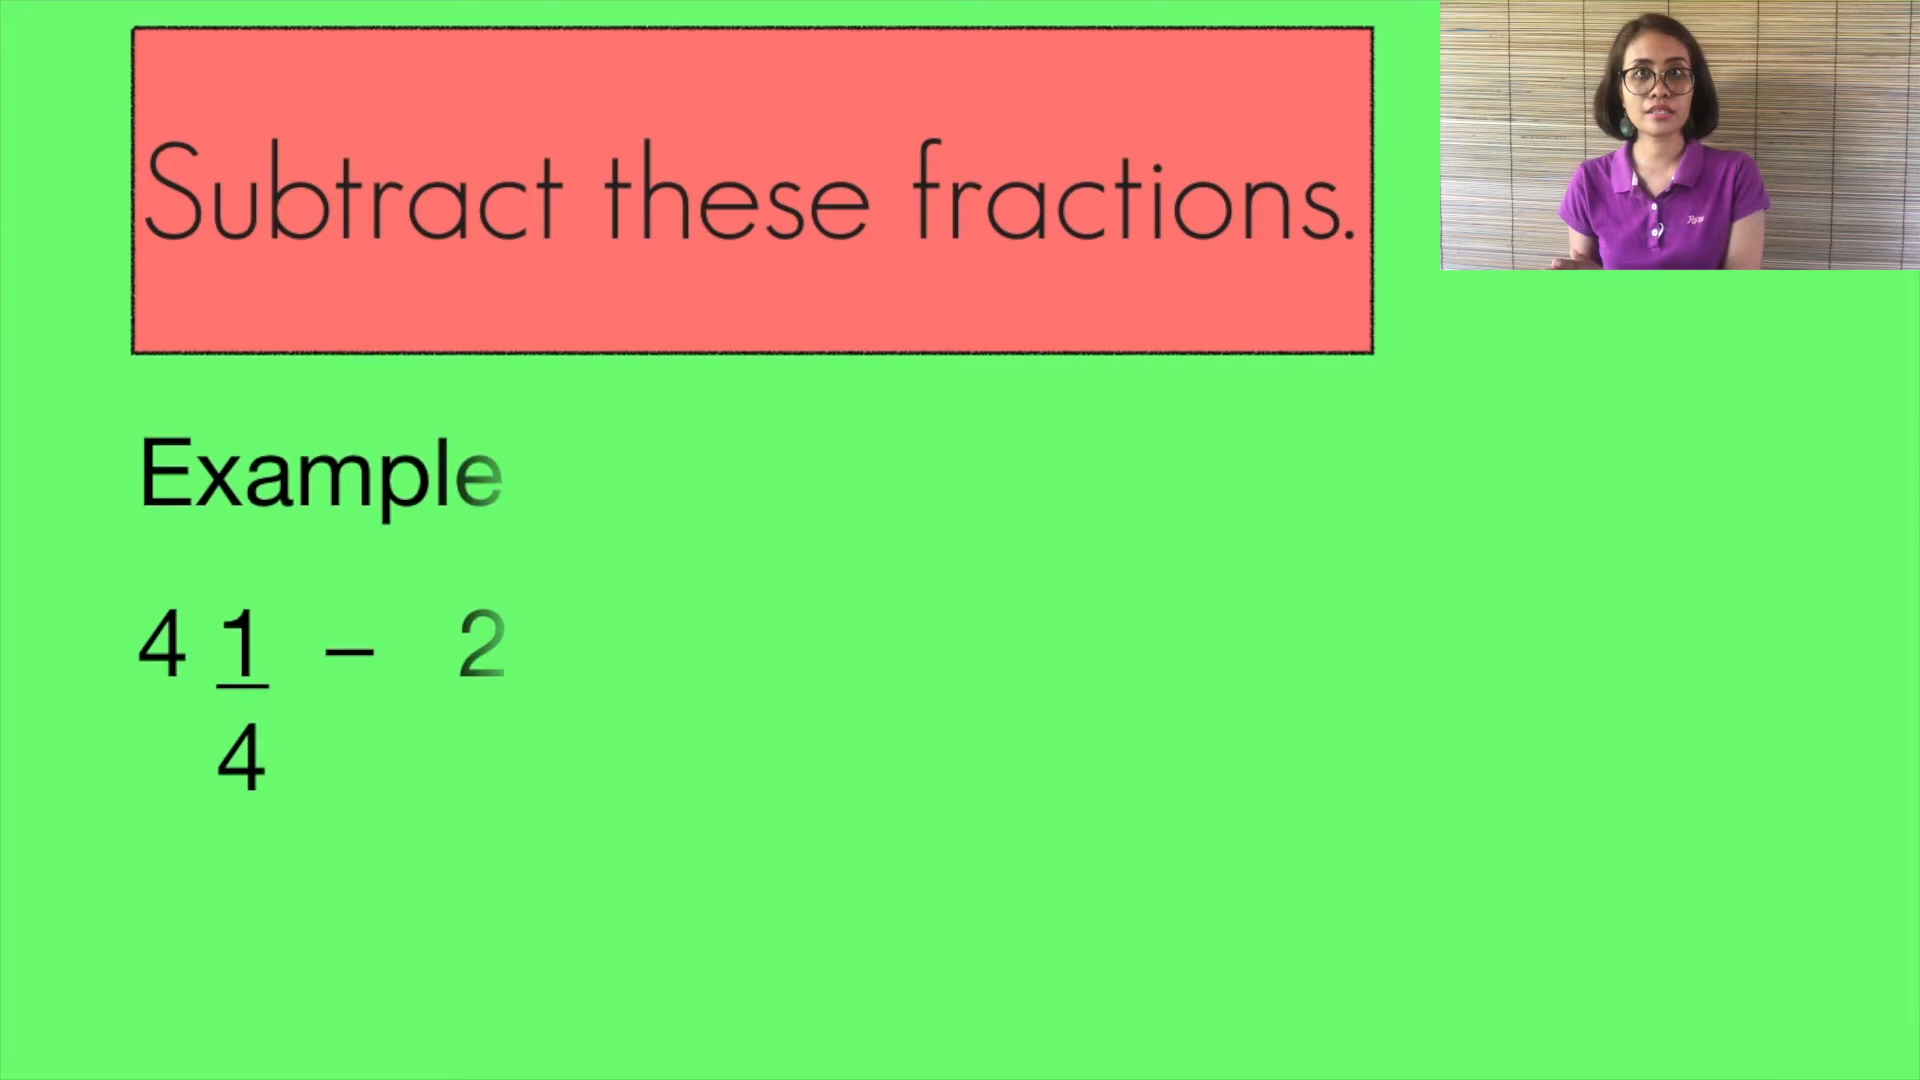 Subtract these fractions.
Example
4 1 – 2
4